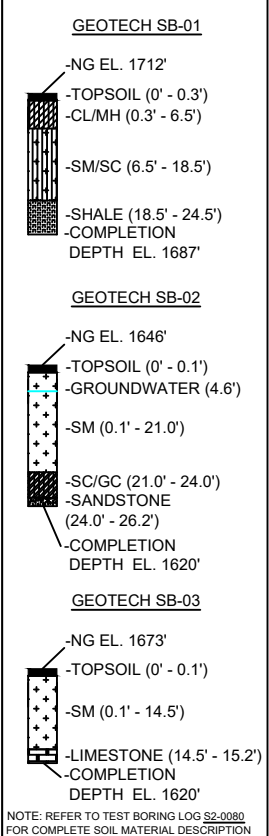 GEOTECH SB-01
-NG EL. 1712'
-TOPSOIL (0' - 0.3')
-CL/MH (0.3' - 6.5')
-SM/SC (6.5' - 18.5')
-SHALE (18.5' - 24.5')
-COMPLETION
DEPTH EL. 1687'
GEOTECH SB-02
-NG EL. 1646'
-TOPSOIL (0' - 0.1')
-GROUNDWATER (4.6')
-SM (0.1' - 21.0')
-SC/GC (21.0' - 24.0')
-SANDSTONE
(24.0' - 26.2')
-COMPLETION
DEPTH EL. 1620'
GEOTECH SB-03
-NG EL. 1673'
-TOPSOIL (0' - 0.1')
-SM (0.1' - 14.5')
-LIMESTONE (14.5' - 15.2')
-COMPLETION
DEPTH EL. 1620'
NOTE: REFER TO TEST BORING LOG S2-0080
FOR COMPLETE SOIL MATERIAL DESCRIPTION